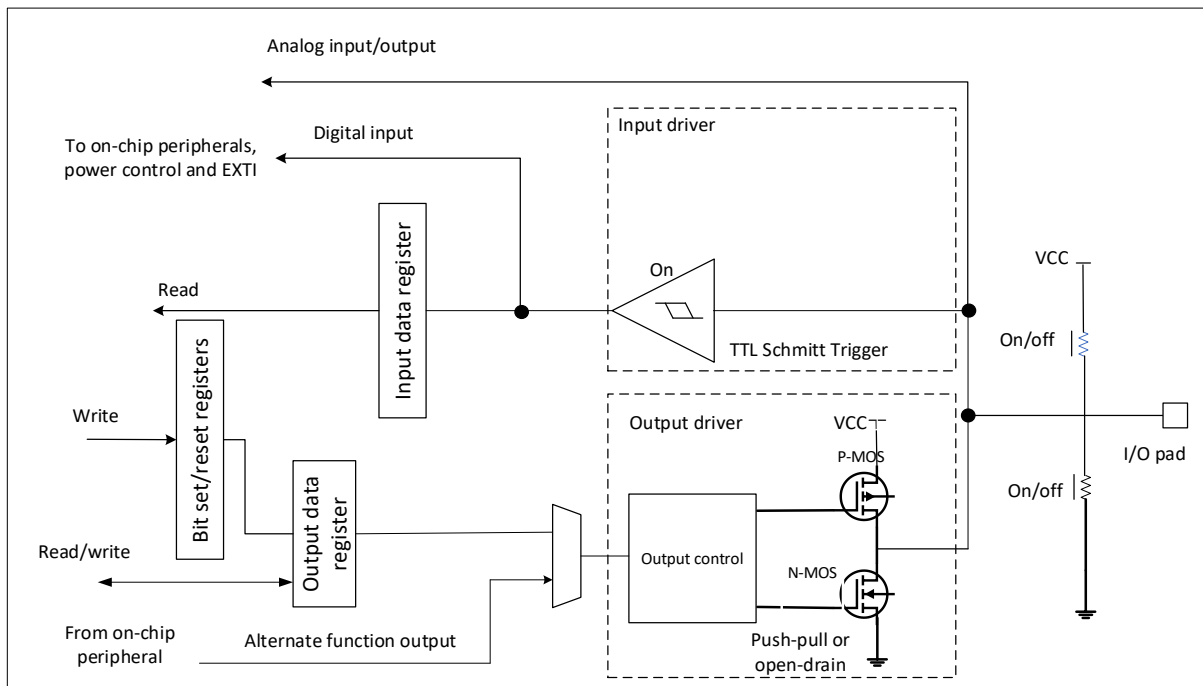 Analog input/output
Input driver
Digital input
To on-chip peripherals,
power control and EXTI
Input data register
On
VCC
Read
On/off
TTL Schmitt Trigger
Bit set/reset registers
Write
Output driver
VCC
I/O pad
P-MOS
Output data
register
On/off
Output control
Read/write
N-MOS
From on-chip
peripheral
Alternate function output
Push-pull or
open-drain